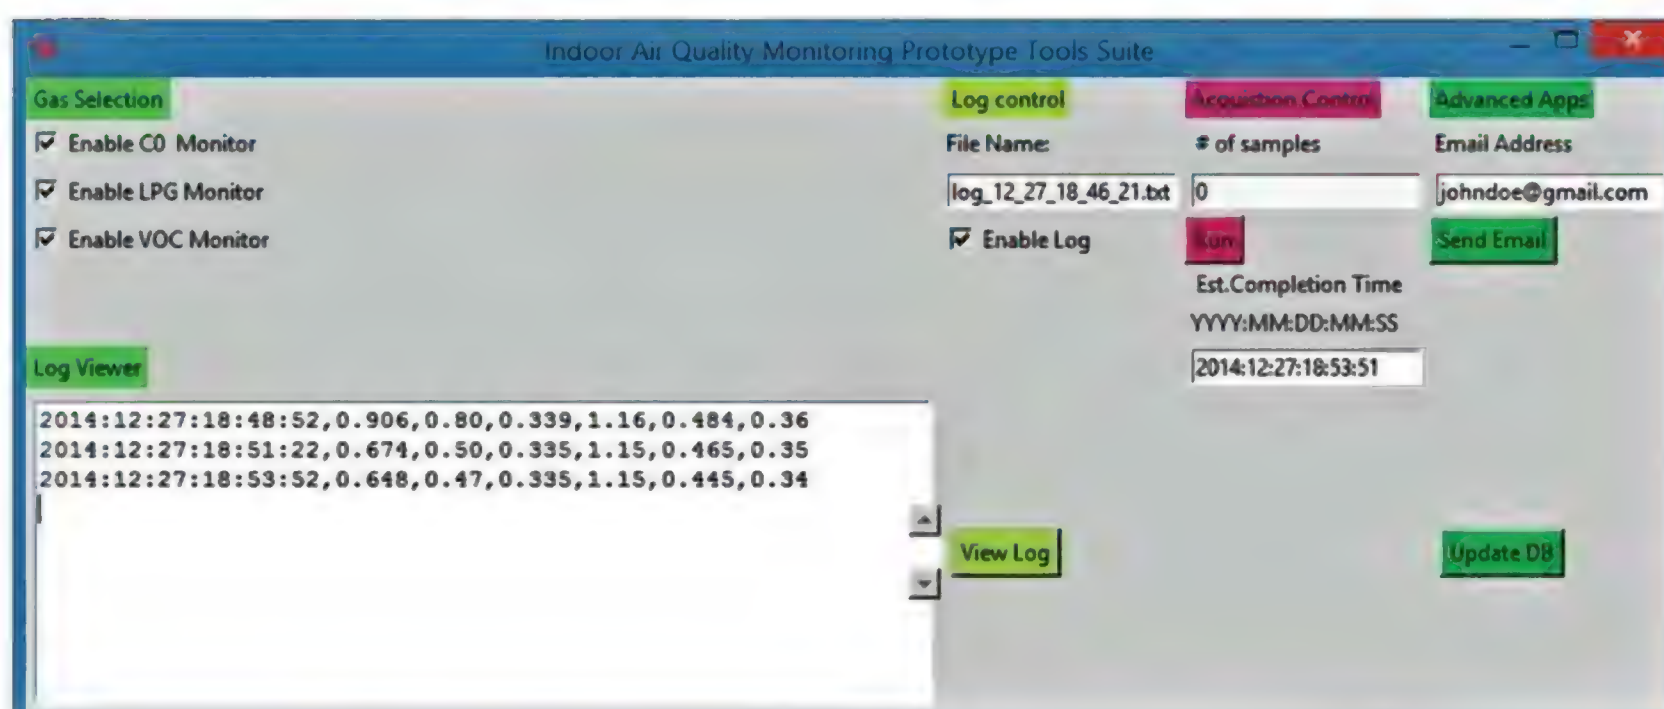 Indoor Air Quality Monitoring Prototype Tools Suite
Gas Selection
Enable C0 Monitor
Enable LPG Monitor
Enable VOC Monitor
Log control
File Name:
log_12_27_18_46_21.txt
Enable Log
Acquistion Control
# of samples
0
Run
Est.Completion Time
YYYY:MM:DD:MM:SS
2014:12:27:18:53:51
Advanced Apps
Email Address
johndoe@gmail.com
Send Email
Log Viewer
2014:12:27:18:48:52,0.906,0.80,0.339,1.16,0.484,0.36
2014:12:27:18:51:22,0.674,0.50,0.335,1.15,0.465,0.35
2014:12:27:18:53:52,0.648,0.47,0.335,1.15,0.445,0.34
View Log
Update DB